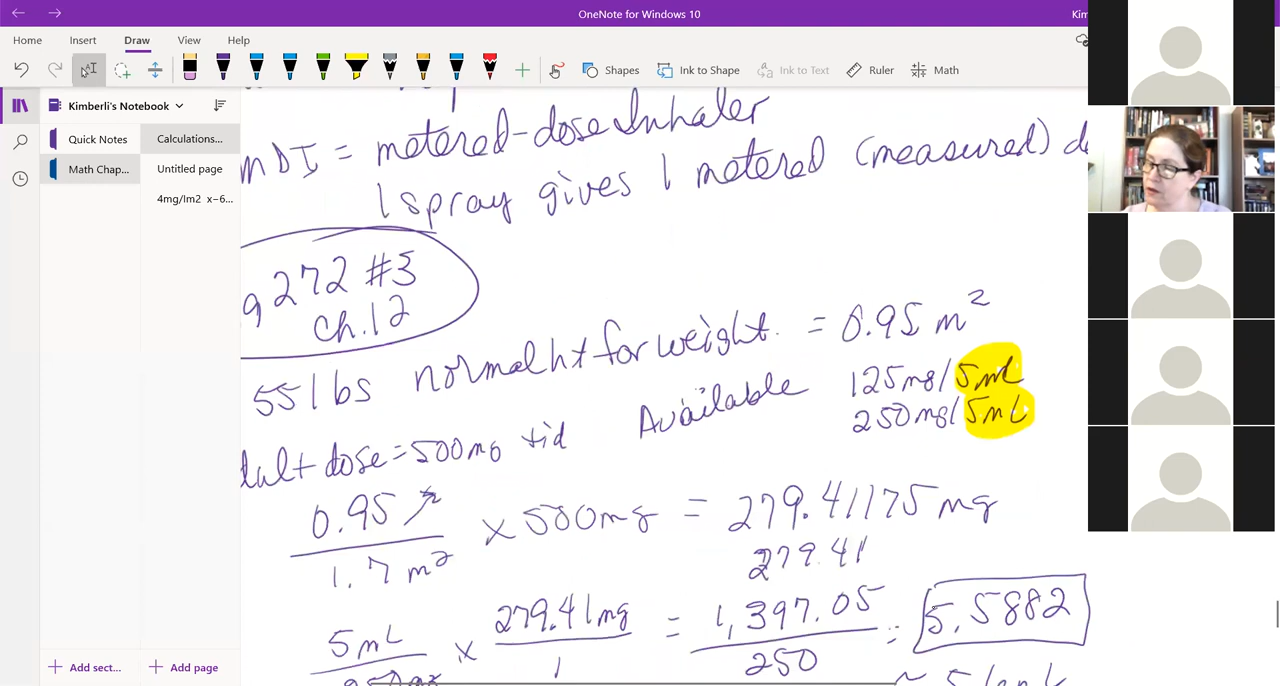 OneNote for Windows 10
Kim
Home
Insert
Draw
View
Help
Shapes
Ink to Shape
Ink to Text
Ruler
Math
Kimberli's Notebook
Quick Notes
Math Chap...
Calculations...
Untitled page
4mg/Im2 x–6...
Add sect...
Add page
MDI = metered-dose Inhaler
1 spray gives 1 metered (measured) d
g 272 #3
ch.12
55 lbs normal ht for weight. = 0.95 m²
Available 125mg/5mL
250mg/5mL
dult dose = 500mg tid
0.95 m²
1.7 m²
x 500mg = 279.41175 mg
279.41
5mL
250mg
x
279.41mg
1
=
1,397.05
250
=
5.5882